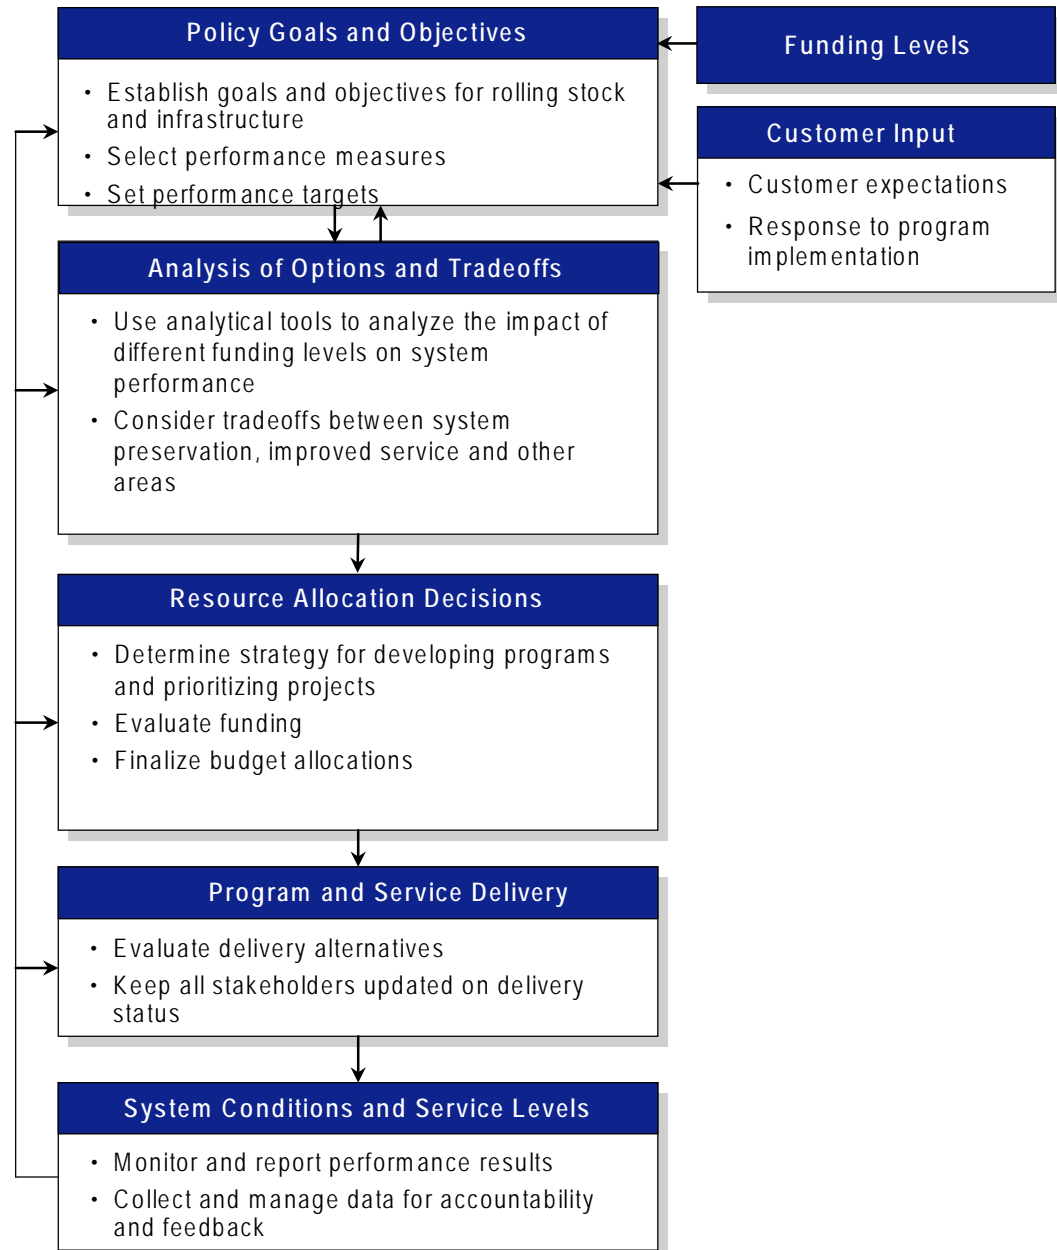 Policy Goals and Objectives
• Establish goals and objectives for rolling stock
and infrastructure
• Select performance measures
• Set performance targets
Funding Levels
Customer Input
• Customer expectations
• Response to program
implementation
Analysis of Options and Tradeoffs
• Use analytical tools to analyze the impact of
different funding levels on system
performance
• Consider tradeoffs between system
preservation, improved service and other
areas
Resource Allocation Decisions
• Determine strategy for developing programs
and prioritizing projects
• Evaluate funding
• Finalize budget allocations
Program and Service Delivery
• Evaluate delivery alternatives
• Keep all stakeholders updated on delivery
status
System Conditions and Service Levels
• Monitor and report performance results
• Collect and manage data for accountability
and feedback